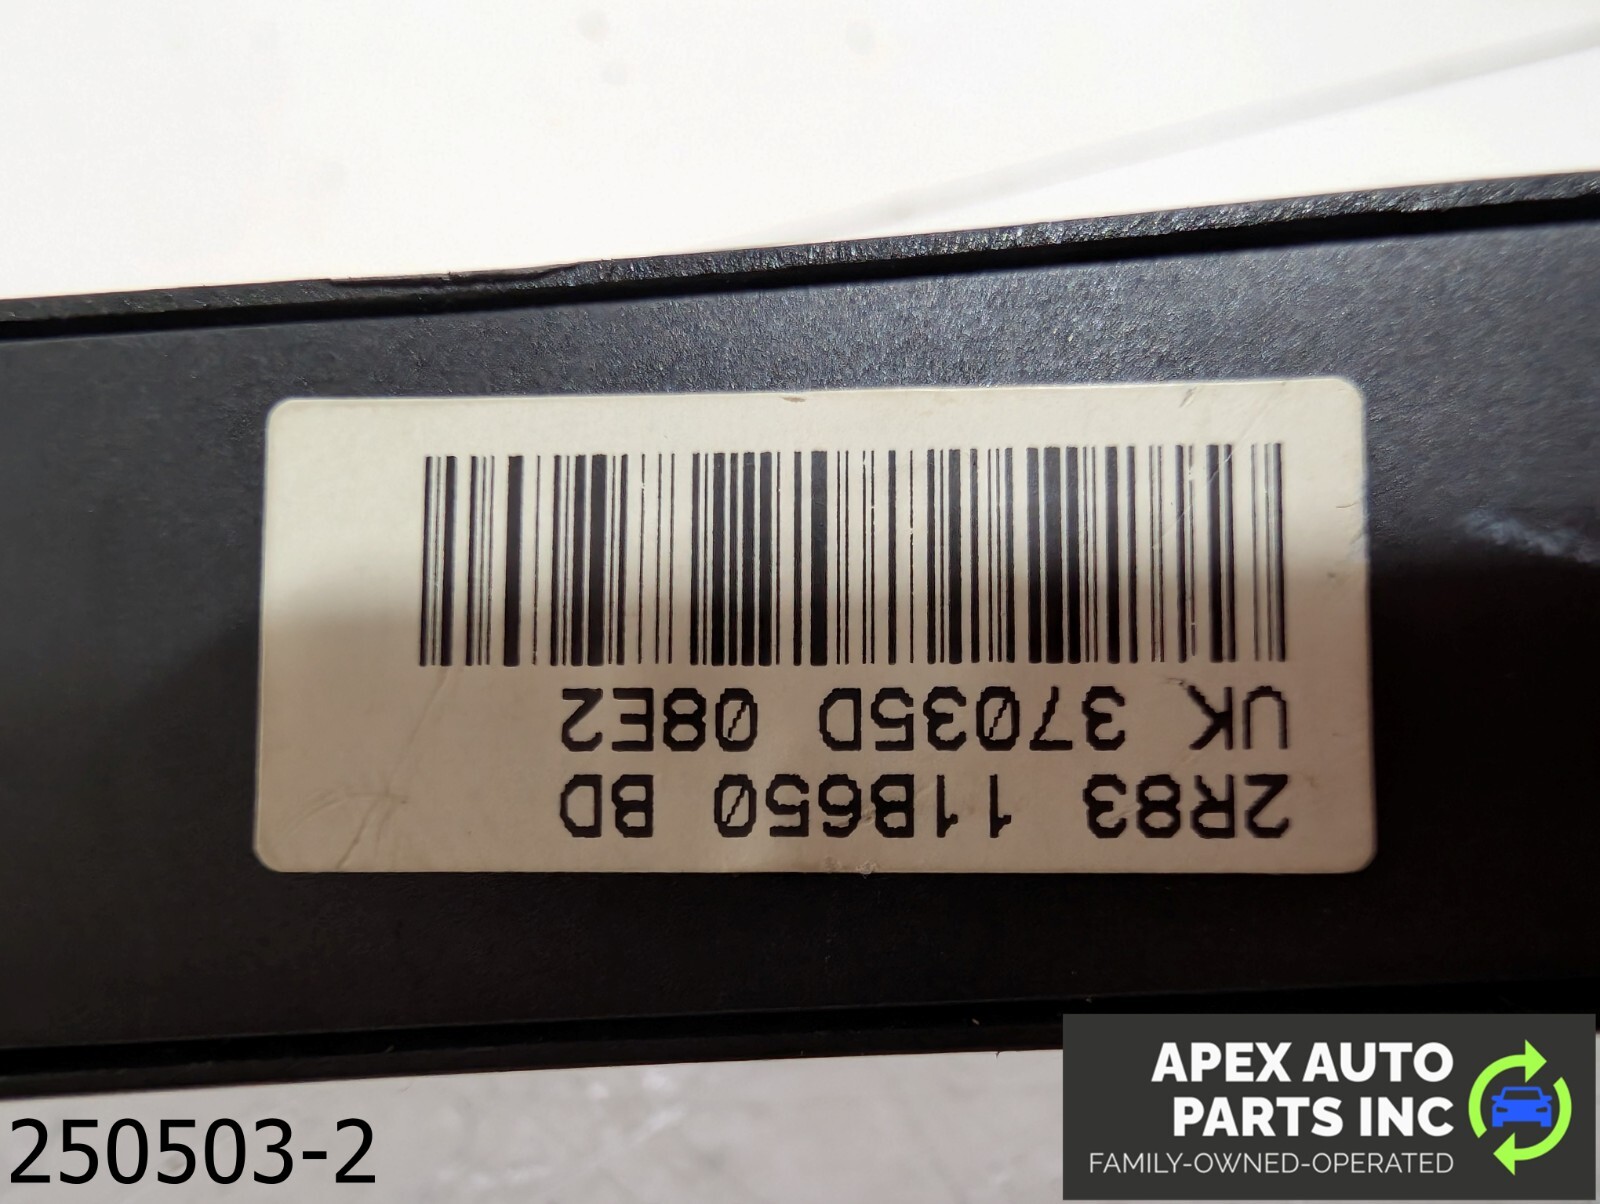 2R83 11B650 BD
UK 37035D 08E2
250503-2
APEX AUTO
PARTS INC
FAMILY-OWNED-OPERATED